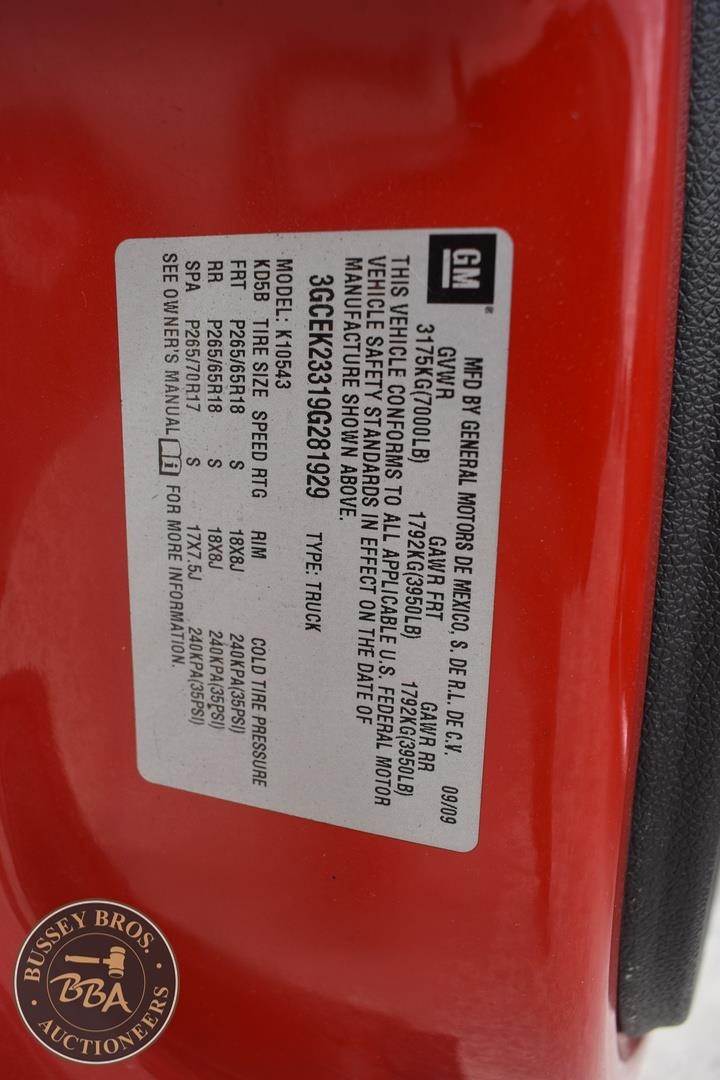 GM
MFD BY GENERAL MOTORS DE MEXICO, S. DE R.L. DE C.V. 09/09
GVWR GAWR FRT GAWR RR
3175KG(7000LB) 1792KG(3950LB) 1792KG(3950LB)
THIS VEHICLE CONFORMS TO ALL APPLICABLE U.S. FEDERAL MOTOR
VEHICLE SAFETY STANDARDS IN EFFECT ON THE DATE OF
MANUFACTURE SHOWN ABOVE.
3GCEK23319G281929 TYPE: TRUCK
MODEL: K10543
KD5B TIRE SIZE SPEED RTG RIM COLD TIRE PRESSURE
FRT P265/65R18 S 18X8J 240KPA(35PSI)
RR P265/65R18 S 18X8J 240KPA(35PSI)
SPA P265/70R17 S 17X7.5J 240KPA(35PSI)
SEE OWNER'S MANUAL FOR MORE INFORMATION.
BUSSEY BROS.
BBA
AUCTIONEERS